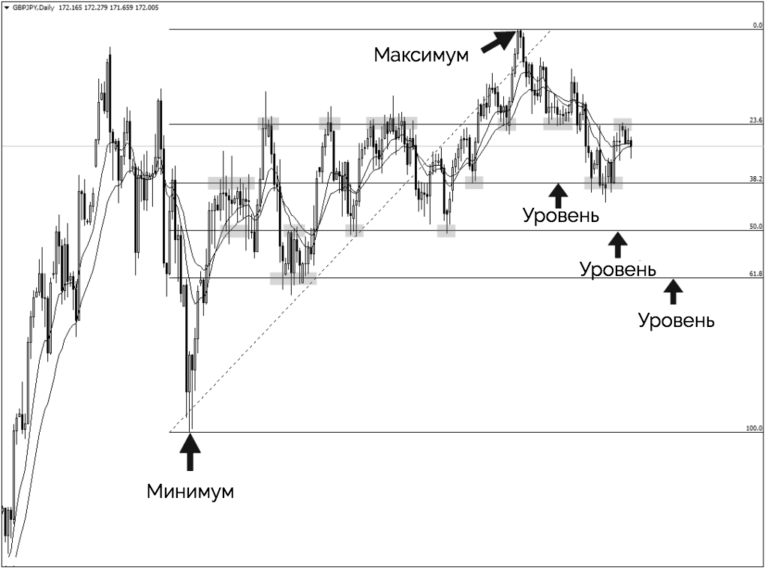 GBPJPY,Daily 172.165 172.279 171.659 172.005
0.0
Максимум
23.6
38.2
Уровень
50.0
Уровень
61.8
Уровень
100.0
Минимум